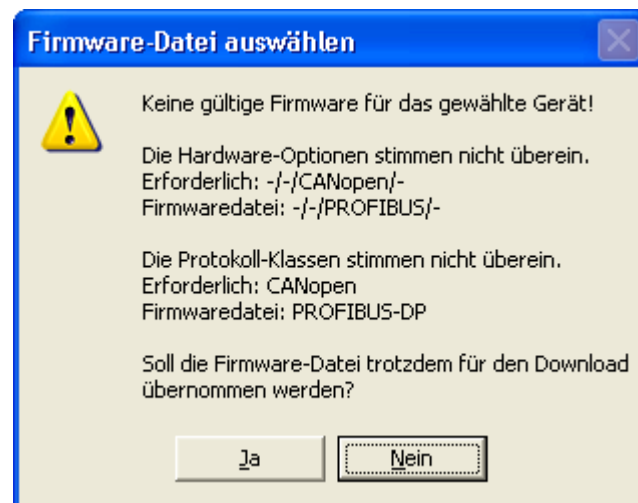 Firmware-Datei auswählen
Keine gültige Firmware für das gewählte Gerät!
Die Hardware-Optionen stimmen nicht überein.
Erforderlich: -/-/CANopen/-
Firmwaredatei: -/-/PROFIBUS/-
Die Protokoll-Klassen stimmen nicht überein.
Erforderlich: CANopen
Firmwaredatei: PROFIBUS-DP
Soll die Firmware-Datei trotzdem für den Download
übernommen werden?
Ja
Nein